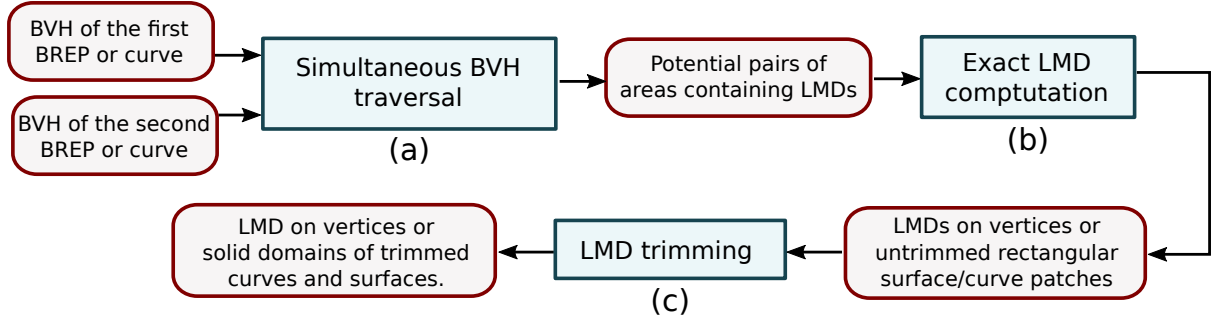 BVH of the first
BREP or curve
BVH of the second
BREP or curve
Simultaneous BVH
traversal
(a)
Potential pairs of
areas containing LMDs
Exact LMD
comptutation
(b)
LMDs on vertices or
untrimmed rectangular
surface/curve patches
LMD trimming
(c)
LMD on vertices or
solid domains of trimmed
curves and surfaces.